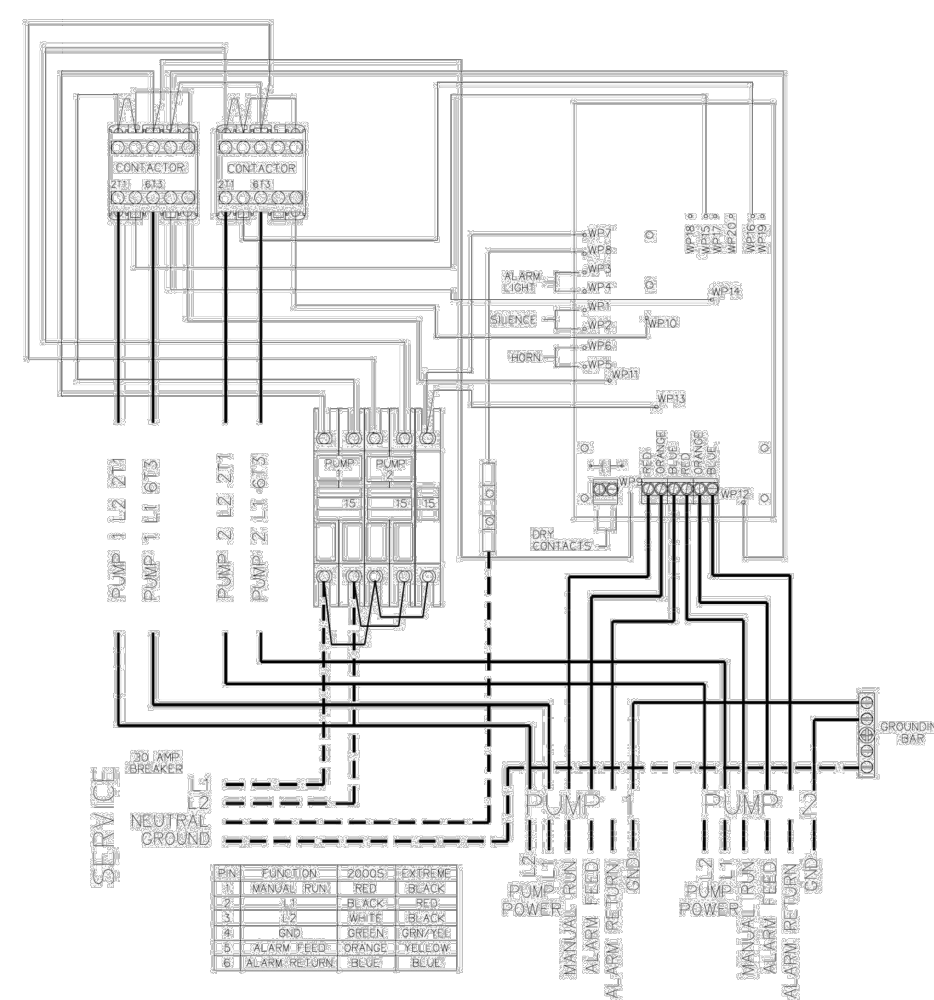 CONTACTOR
2T1 6T3
CONTACTOR
2T1 6T3
WP18
WP15
WP17
WP20
WP16
WP19
WP7
WP8
WP3
ALARM
LIGHT
WP4
WP14
WP1
SILENCE
WP2
WP10
WP6
HORN
WP5
WP11
WP13
PUMP
1
PUMP
2
15
15
15
RED
ORANGE
BLUE
RED
ORANGE
BLUE
WP9
WP12
DRY
CONTACTS
PUMP 1 L2 2T1
PUMP 1 L1 6T3
PUMP 2 L2 2T1
PUMP 2 L1 6T3
GROUNDIN
BAR
30 AMP
BREAKER
SERVICE
L1
L2
NEUTRAL
GROUND
PUMP 1
PUMP 2
L2
L1
PUMP
POWER
MANUAL RUN
ALARM FEED
ALARM RETURN
GND
L2
L1
PUMP
POWER
MANUAL RUN
ALARM FEED
ALARM RETURN
GND
PIN FUNCTION 2000S EXTREME
1 MANUAL RUN RED BLACK
2 L1 BLACK RED
3 L2 WHITE BLACK
4 GND GREEN GRN/YEL
5 ALARM FEED ORANGE YELLOW
6 ALARM RETURN BLUE BLUE